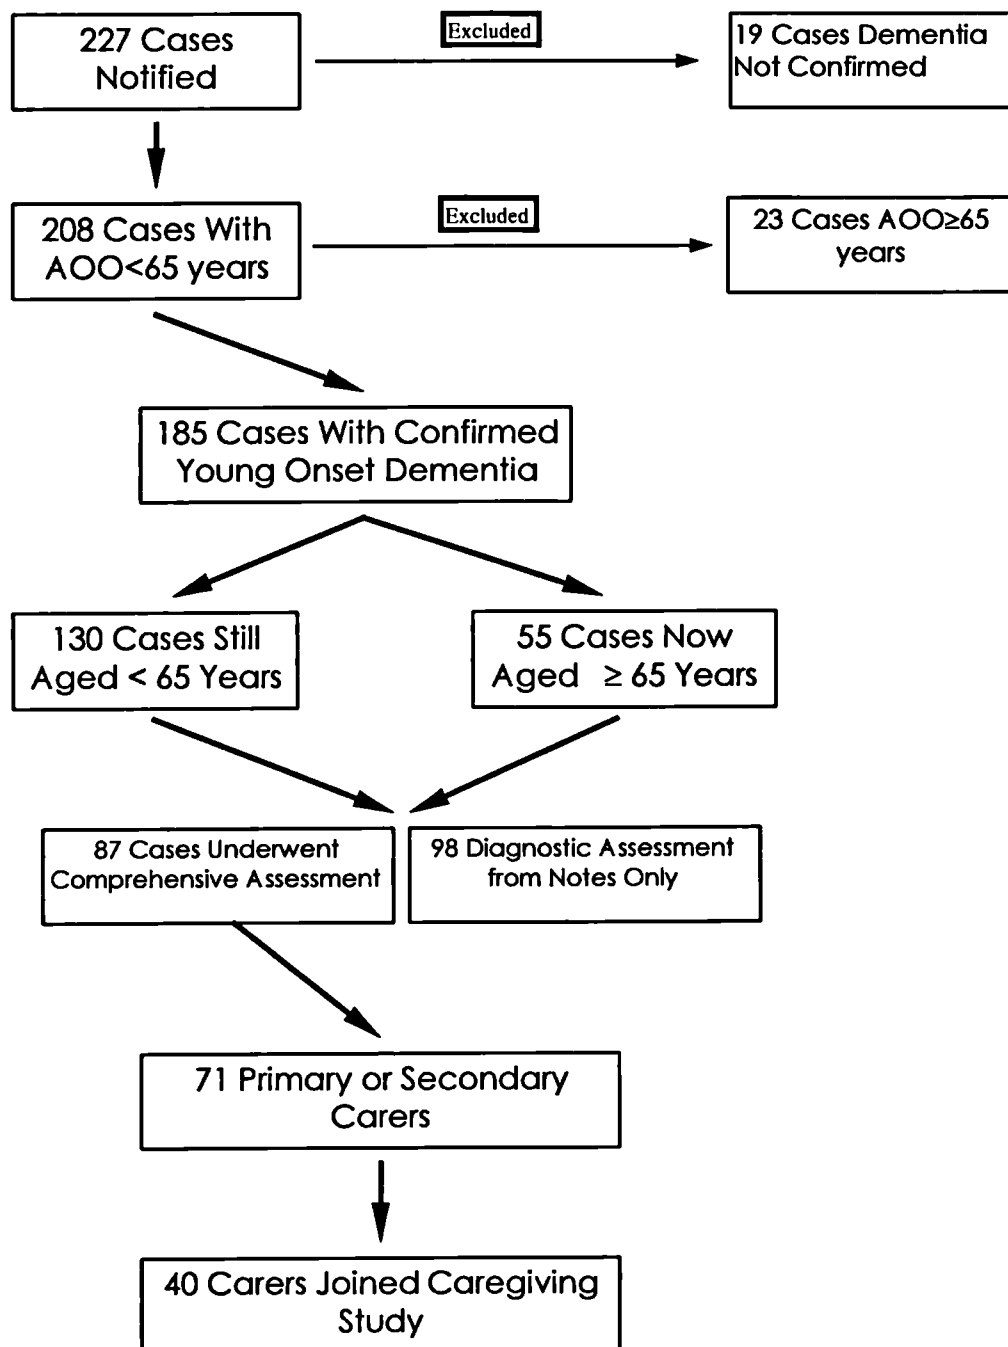 227 Cases
Notified
Excluded
19 Cases Dementia
Not Confirmed
208 Cases With
AOO<65 years
Excluded
23 Cases AOO≥65
years
185 Cases With Confirmed
Young Onset Dementia
130 Cases Still
Aged < 65 Years
55 Cases Now
Aged ≥ 65 Years
87 Cases Underwent
Comprehensive Assessment
98 Diagnostic Assessment
from Notes Only
71 Primary or Secondary
Carers
40 Carers Joined Caregiving
Study